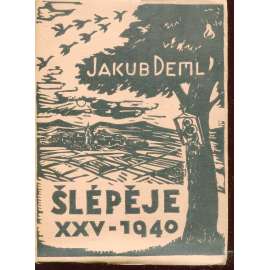 JAKUB DEML
ŠLÉPĚJE
XXV - 1940